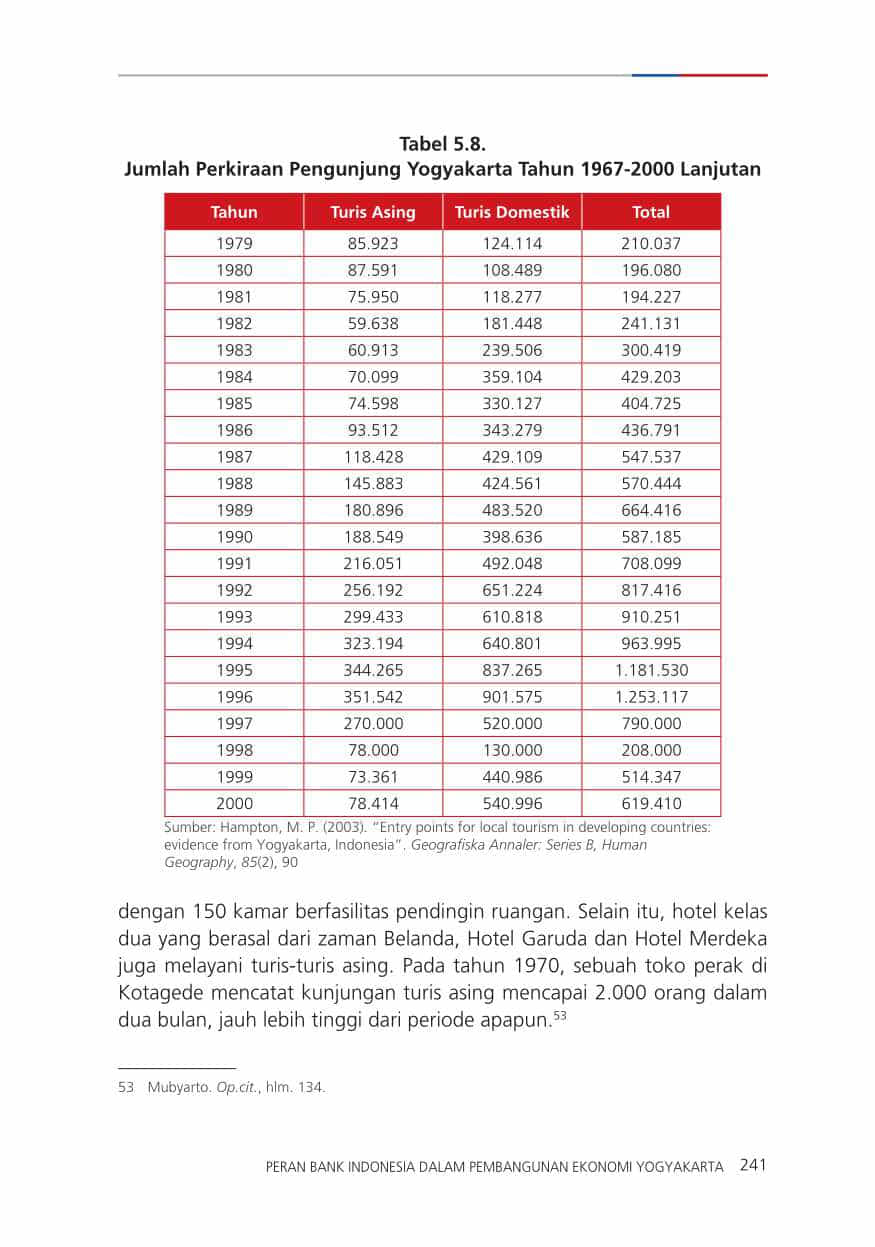 Tabel 5.8.
Jumlah Perkiraan Pengunjung Yogyakarta Tahun 1967-2000 Lanjutan
Tahun Turis Asing Turis Domestik Total
1979 85.923 124.114 210.037
1980 87.591 108.489 196.080
1981 75.950 118.277 194.227
1982 59.638 181.448 241.131
1983 60.913 239.506 300.419
1984 70.099 359.104 429.203
1985 74.598 330.127 404.725
1986 93.512 343.279 436.791
1987 118.428 429.109 547.537
1988 145.883 424.561 570.444
1989 180.896 483.520 664.416
1990 188.549 398.636 587.185
1991 216.051 492.048 708.099
1992 256.192 651.224 817.416
1993 299.433 610.818 910.251
1994 323.194 640.801 963.995
1995 344.265 837.265 1.181.530
1996 351.542 901.575 1.253.117
1997 270.000 520.000 790.000
1998 78.000 130.000 208.000
1999 73.361 440.986 514.347
2000 78.414 540.996 619.410
Sumber: Hampton, M. P. (2003). “Entry points for local tourism in developing countries:
evidence from Yogyakarta, Indonesia”. Geografiska Annaler: Series B, Human
Geography, 85(2), 90
dengan 150 kamar berfasilitas pendingin ruangan. Selain itu, hotel kelas
dua yang berasal dari zaman Belanda, Hotel Garuda dan Hotel Merdeka
juga melayani turis-turis asing. Pada tahun 1970, sebuah toko perak di
Kotagede mencatat kunjungan turis asing mencapai 2.000 orang dalam
dua bulan, jauh lebih tinggi dari periode apapun.53
53 Mubyarto. Op.cit., hlm. 134.
PERAN BANK INDONESIA DALAM PEMBANGUNAN EKONOMI YOGYAKARTA 241